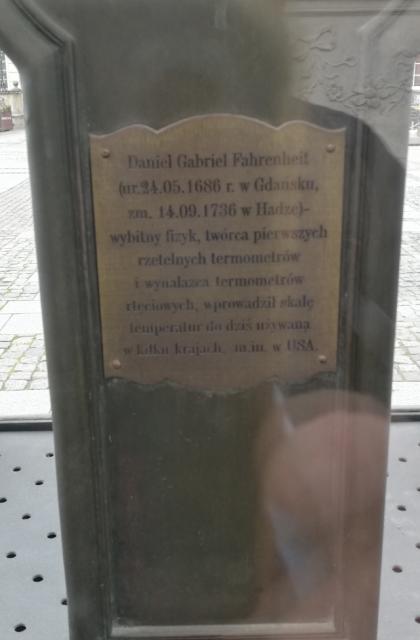 Daniel Gabriel Fahrenheit
(ur.24.05.1686 r. w Gdańsku,
zm. 14.09.1736 w Hadze)-
wybitny fizyk, twórca pierwszych
rzetelnych termometrów
i wynalazca termometrów
rtęciowych, wprowadził skalę
temperatur do dziś używaną
w kilku krajach, m.in. w USA.